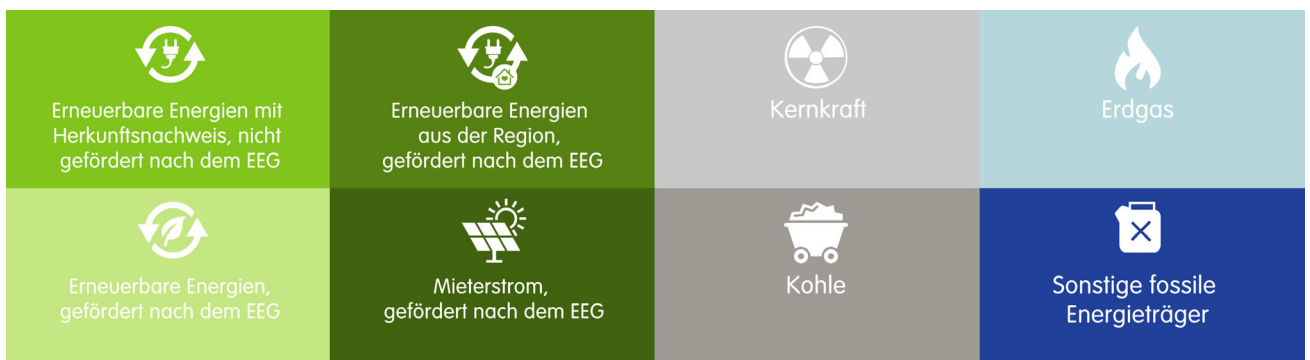 Erneuerbare Energien mit
Herkunftsnachweis, nicht
gefördert nach dem EEG
Erneuerbare Energien
aus der Region,
gefördert nach dem EEG
Kernkraft
Erdgas
Erneuerbare Energien,
gefördert nach dem EEG
Mieterstrom,
gefördert nach dem EEG
Kohle
Sonstige fossile
Energieträger